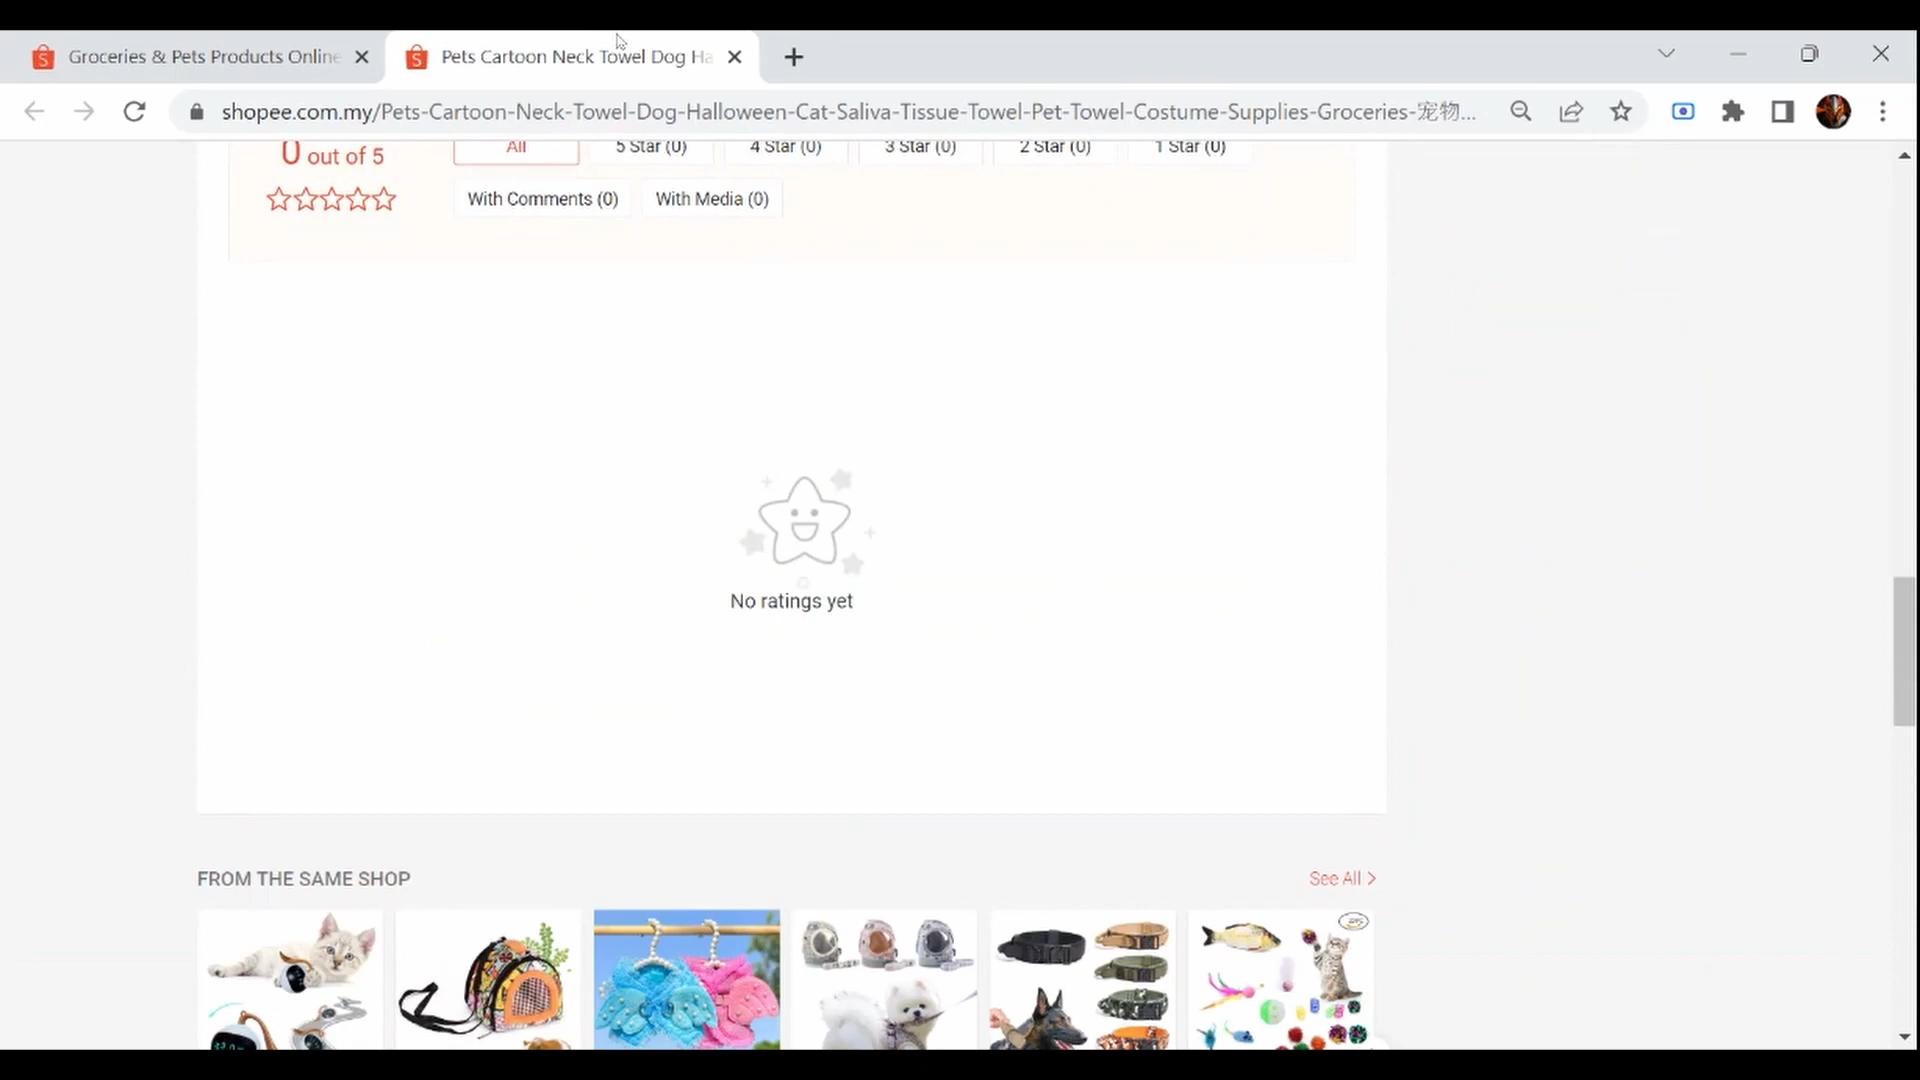 Groceries & Pets Products Online
Pets Cartoon Neck Towel Dog Ha
shopee.com.my/Pets-Cartoon-Neck-Towel-Dog-Halloween-Cat-Saliva-Tissue-Towel-Pet-Towel-Costume-Supplies-Groceries-宠物...
0 out of 5
All
5 Star (0)
4 Star (0)
3 Star (0)
2 Star (0)
1 Star (0)
With Comments (0)
With Media (0)
No ratings yet
FROM THE SAME SHOP
See All >